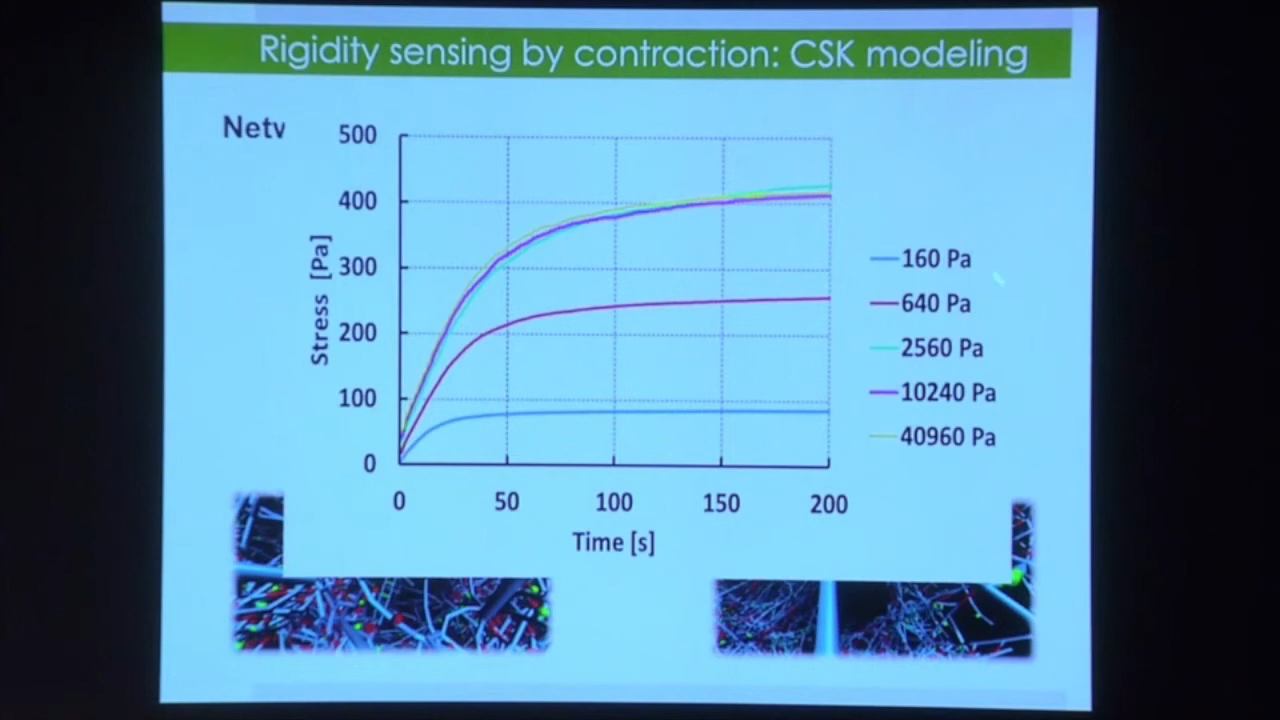 Rigidity sensing by contraction: CSK modeling
Netw
500
400
300
200
100
0
Stress [Pa]
0 50 100 150 200
Time [s]
160 Pa
640 Pa
2560 Pa
10240 Pa
40960 Pa